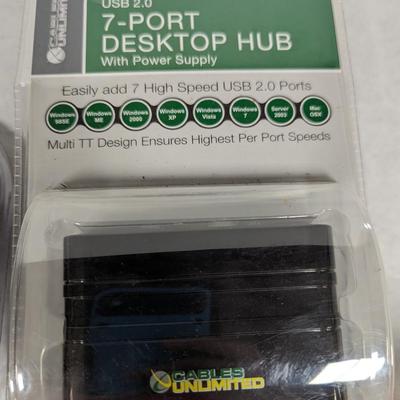 USB 2.0
7-PORT
DESKTOP HUB
With Power Supply
CABLES
UNLIMITED
Easily add 7 High Speed USB 2.0 Ports
Windows 98SE
Windows ME
Windows 2000
Windows XP
Windows Vista
Windows 7
Server 2003
Mac OSX
Multi TT Design Ensures Highest Per Port Speeds
CABLES
UNLIMITED